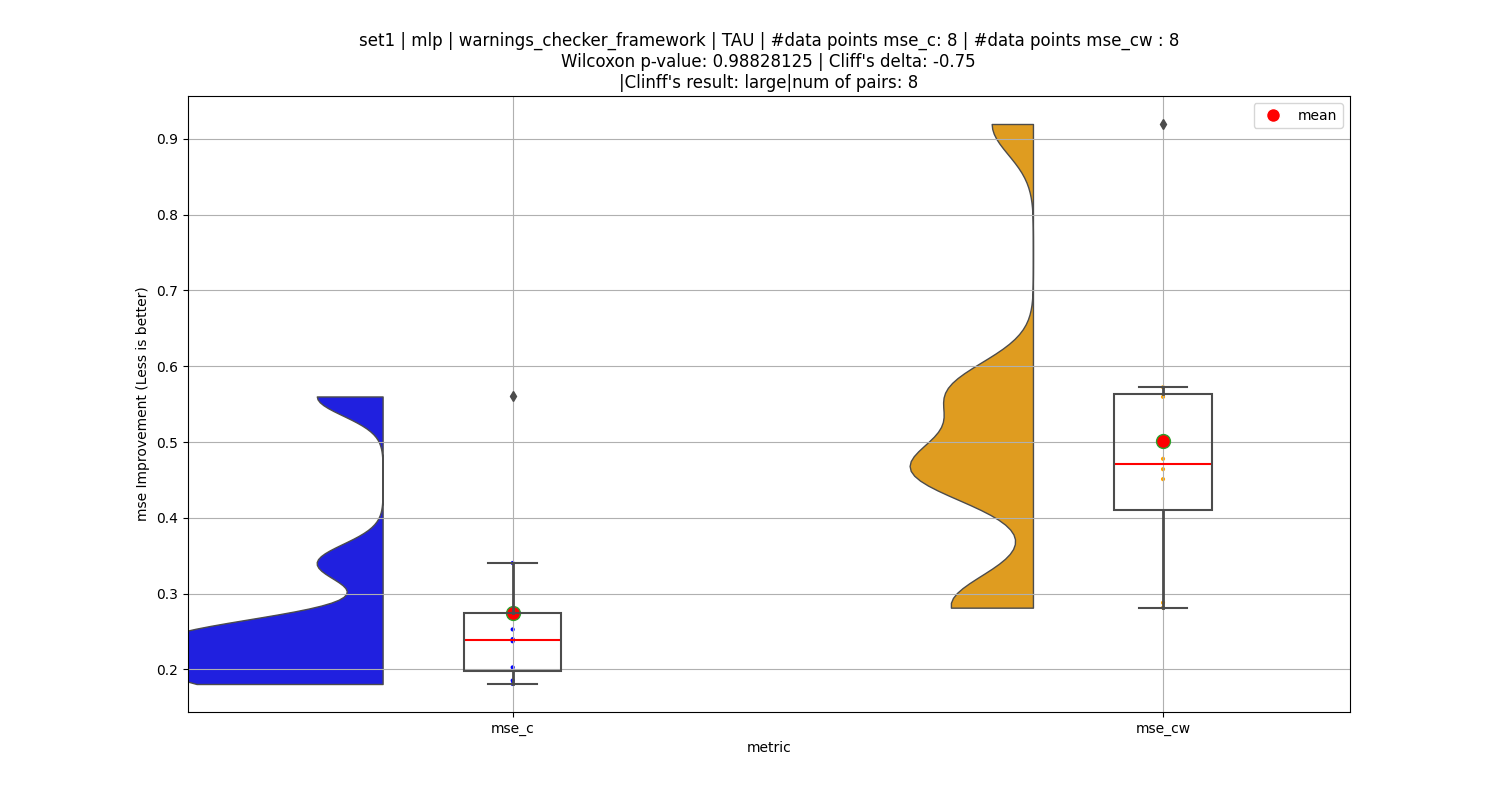 set1 | mlp | warnings_checker_framework | TAU | #data points mse_c: 8 | #data points mse_cw : 8
Wilcoxon p-value: 0.98828125 | Cliff's delta: -0.75
|Clinff's result: large|num of pairs: 8
mean
mse Improvement (Less is better)
0.9
0.8
0.7
0.6
0.5
0.4
0.3
0.2
mse_c
mse_cw
metric